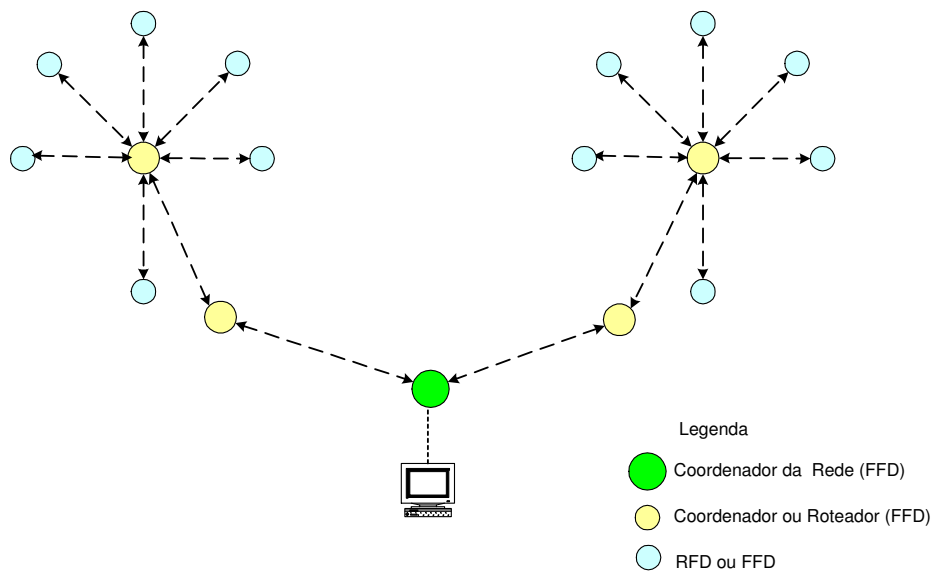 Legenda
Coordenador da Rede (FFD)
Coordenador ou Roteador (FFD)
RFD ou FFD